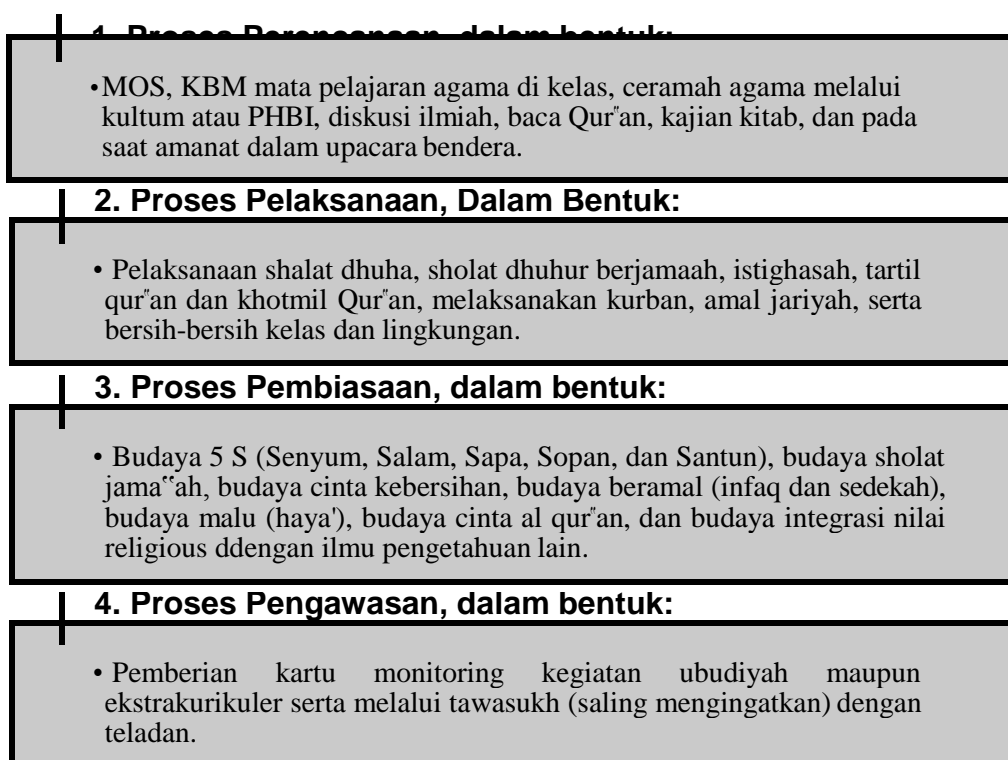 1. Proses Perencanaan, dalam bentuk:
•MOS, KBM mata pelajaran agama di kelas, ceramah agama melalui
kultum atau PHBI, diskusi ilmiah, baca Qur‟an, kajian kitab, dan pada
saat amanat dalam upacara bendera.
2. Proses Pelaksanaan, Dalam Bentuk:
• Pelaksanaan shalat dhuha, sholat dhuhur berjamaah, istighasah, tartil
qur‟an dan khotmil Qur‟an, melaksanakan kurban, amal jariyah, serta
bersih-bersih kelas dan lingkungan.
3. Proses Pembiasaan, dalam bentuk:
• Budaya 5 S (Senyum, Salam, Sapa, Sopan, dan Santun), budaya sholat
jama‟ah, budaya cinta kebersihan, budaya beramal (infaq dan sedekah),
budaya malu (haya'), budaya cinta al qur‟an, dan budaya integrasi nilai
religious ddengan ilmu pengetahuan lain.
4. Proses Pengawasan, dalam bentuk:
• Pemberian kartu monitoring kegiatan ubudiyah maupun
ekstrakurikuler serta melalui tawasukh (saling mengingatkan) dengan
teladan.